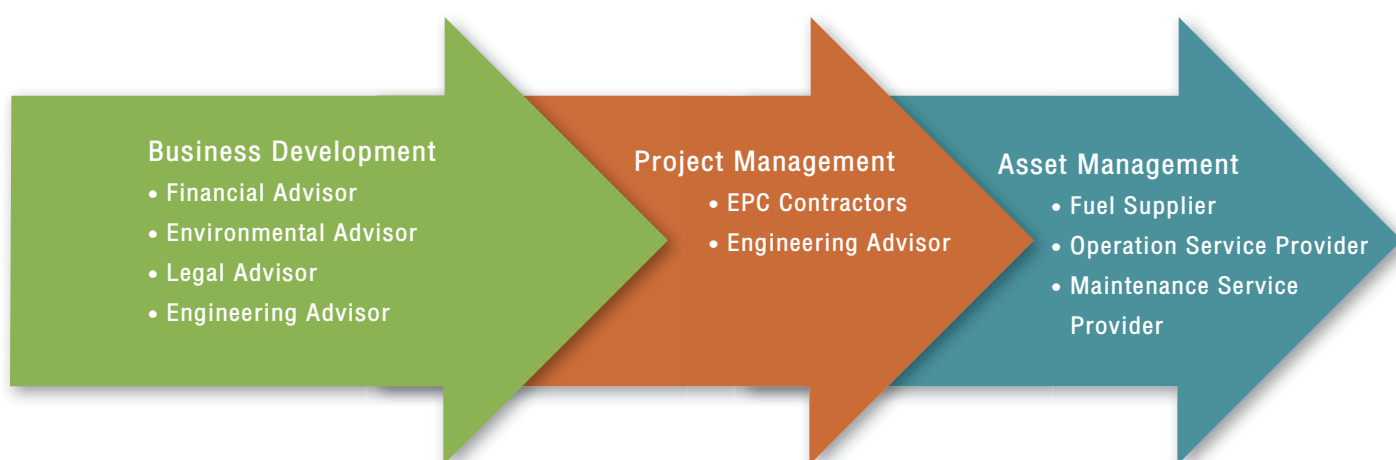 Business Development
• Financial Advisor
• Environmental Advisor
• Legal Advisor
• Engineering Advisor
Project Management
• EPC Contractors
• Engineering Advisor
Asset Management
• Fuel Supplier
• Operation Service Provider
• Maintenance Service
Provider